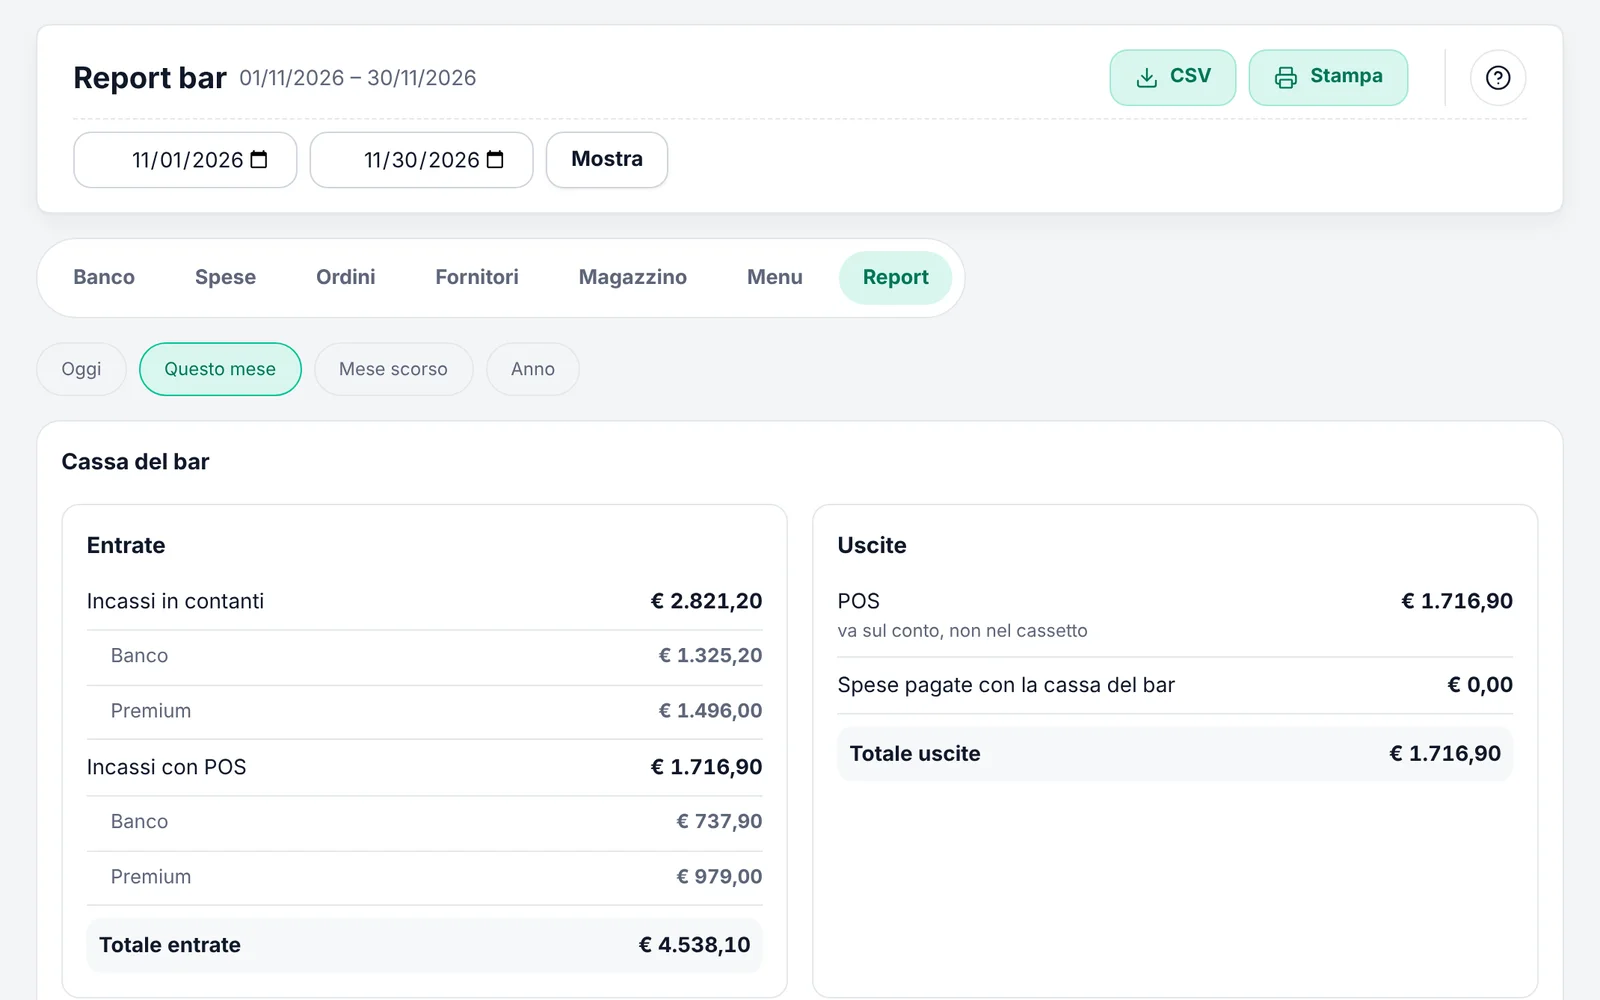 Report bar 01/11/2026 – 30/11/2026
CSV
Stampa
11/01/2026
11/30/2026
Mostra
Banco
Spese
Ordini
Fornitori
Magazzino
Menu
Report
Oggi
Questo mese
Mese scorso
Anno
Cassa del bar
Entrate
Incassi in contanti € 2.821,20
Banco € 1.325,20
Premium € 1.496,00
Incassi con POS € 1.716,90
Banco € 737,90
Premium € 979,00
Totale entrate € 4.538,10
Uscite
POS € 1.716,90
va sul conto, non nel cassetto
Spese pagate con la cassa del bar € 0,00
Totale uscite € 1.716,90